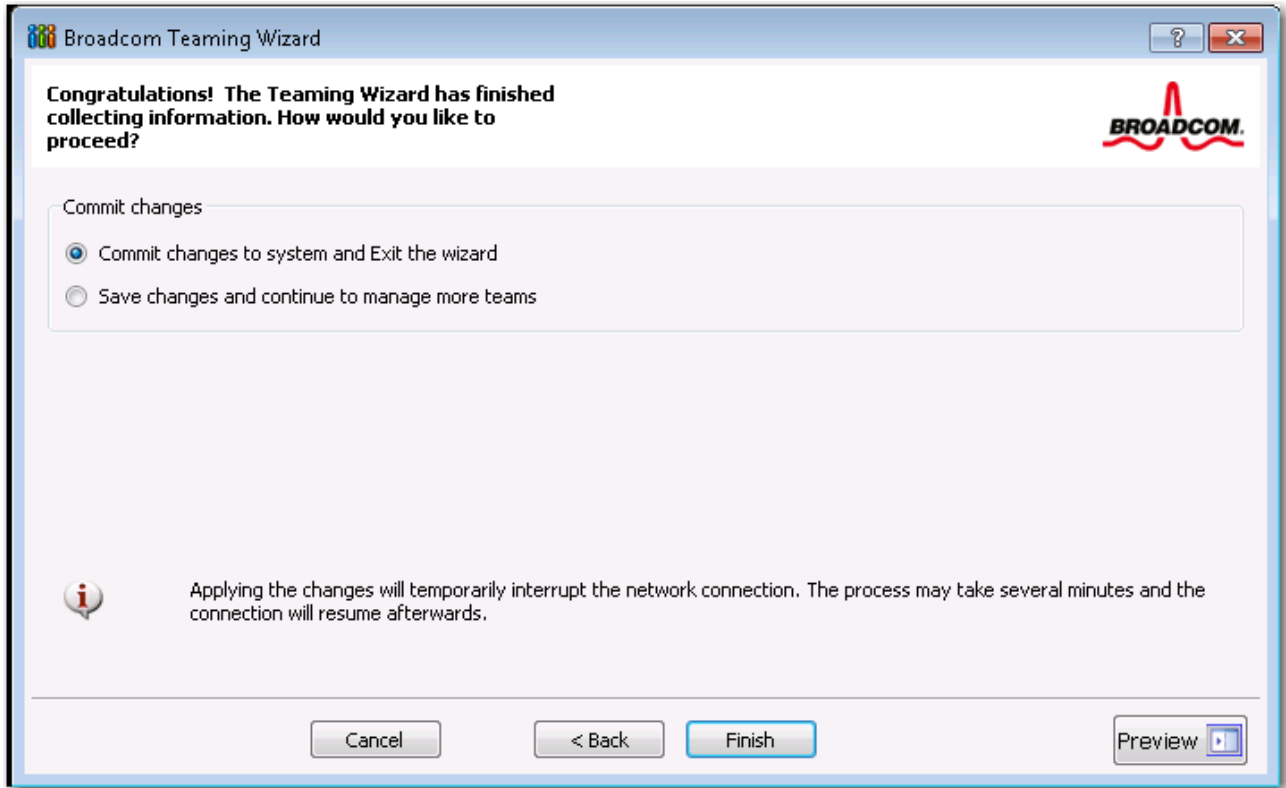 Broadcom Teaming Wizard
?
Congratulations! The Teaming Wizard has finished
collecting information. How would you like to
proceed?
BROADCOM.
Commit changes
Commit changes to system and Exit the wizard
Save changes and continue to manage more teams
Applying the changes will temporarily interrupt the network connection. The process may take several minutes and the
connection will resume afterwards.
Cancel
< Back
Finish
Preview